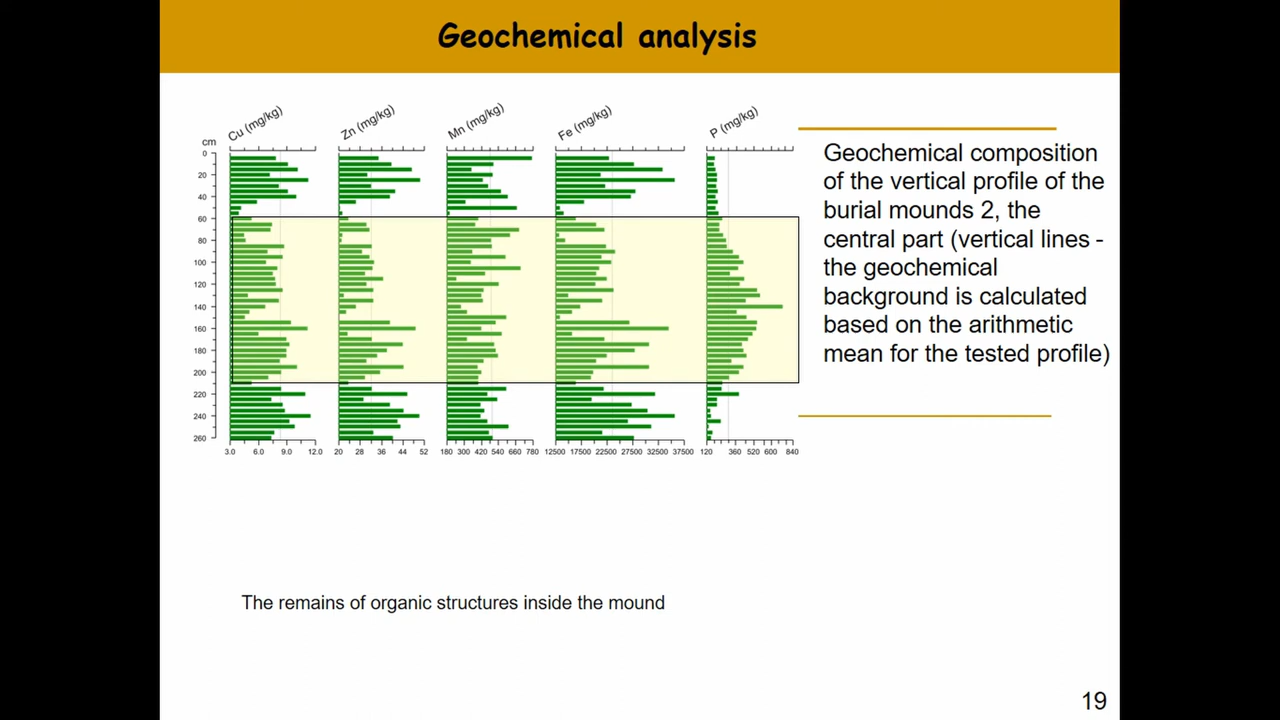 Geochemical analysis
Cu (mg/kg) Zn (mg/kg) Mn (mg/kg) Fe (mg/kg) P (mg/kg)
cm
0
20
40
60
80
100
120
140
160
180
200
220
240
260
3.0 6.0 9.0 12.0 20 28 36 44 52 180 300 420 540 660 780 12500 17500 22500 27500 32500 37500 120 360 520 600 840
Geochemical composition
of the vertical profile of the
burial mounds 2, the
central part (vertical lines -
the geochemical
background is calculated
based on the arithmetic
mean for the tested profile)
The remains of organic structures inside the mound
19